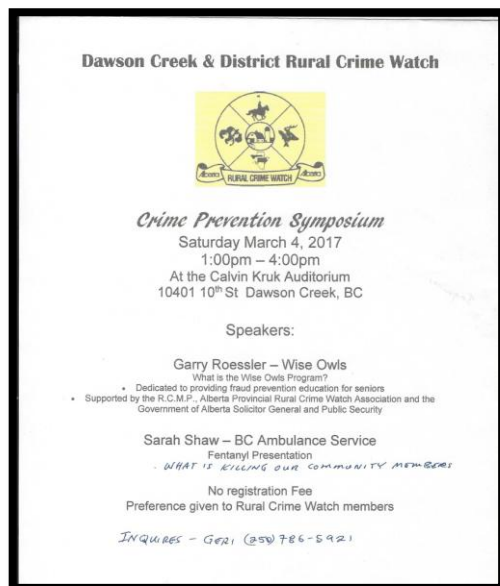 Dawson Creek & District Rural Crime Watch
Alberta RURAL CRIME WATCH Alberta
Crime Prevention Symposium
Saturday March 4, 2017
1:00pm – 4:00pm
At the Calvin Kruk Auditorium
10401 10th St Dawson Creek, BC
Speakers:
Garry Roessler – Wise Owls
What is the Wise Owls Program?
• Dedicated to providing fraud prevention education for seniors
• Supported by the R.C.M.P., Alberta Provincial Rural Crime Watch Association and the
Government of Alberta Solicitor General and Public Security
Sarah Shaw – BC Ambulance Service
Fentanyl Presentation
- WHAT IS KILLING OUR COMMUNITY MEMBERS
No registration Fee
Preference given to Rural Crime Watch members
INQUIRES - GERI (250) 786-5921